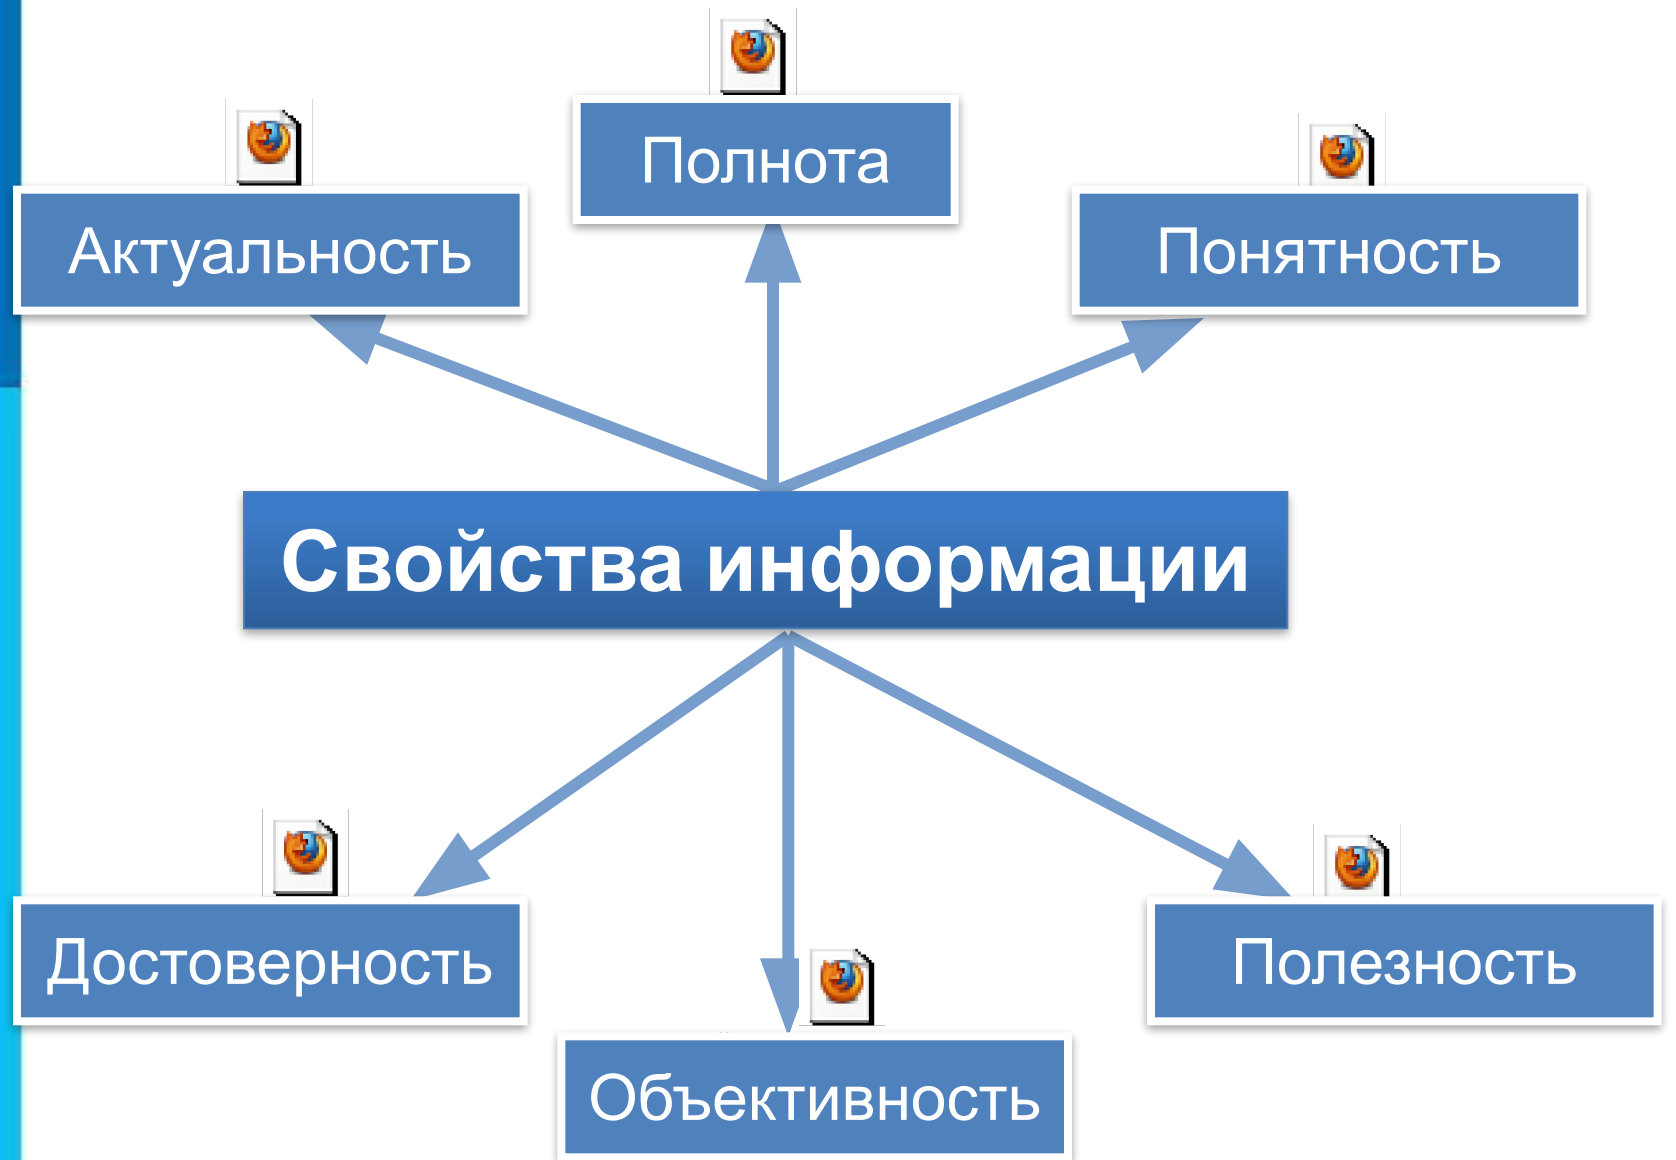 Полнота
Актуальность
Понятность
Свойства информации
Достоверность
Полезность
Объективность